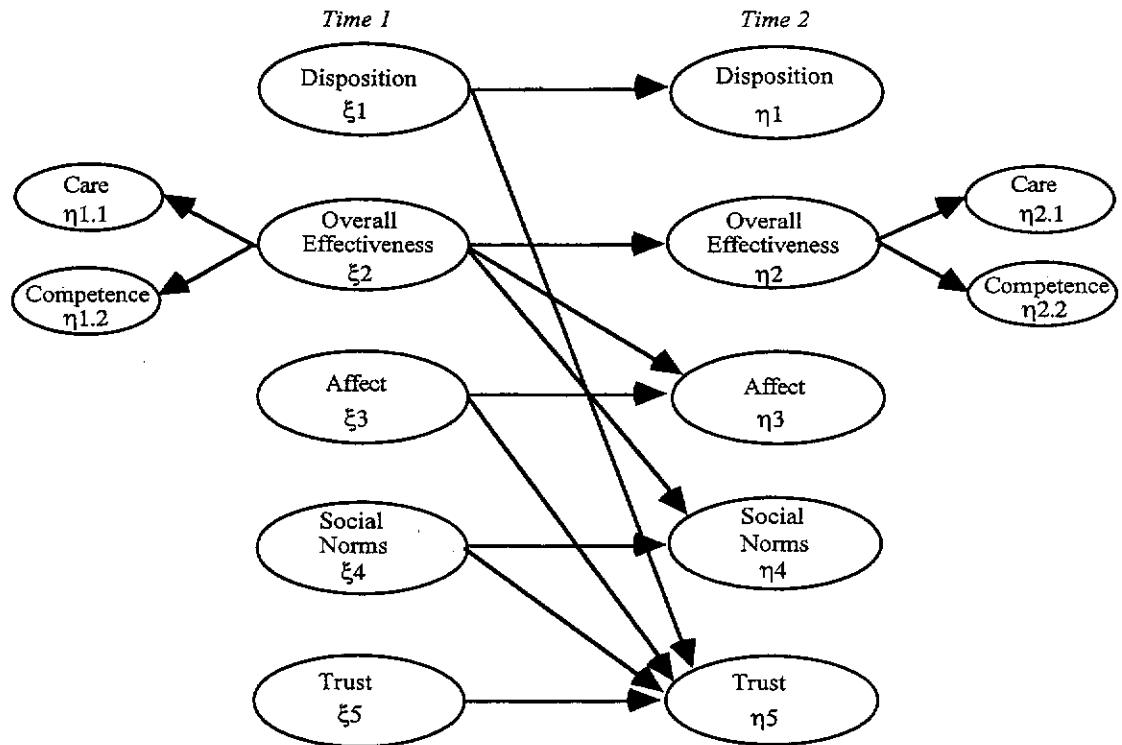 Time 1
Time 2
Disposition
ξ1
Disposition
η1
Care
η1.1
Overall
Effectiveness
ξ2
Overall
Effectiveness
η2
Care
η2.1
Competence
η1.2
Competence
η2.2
Affect
ξ3
Affect
η3
Social
Norms
ξ4
Social
Norms
η4
Trust
ξ5
Trust
η5